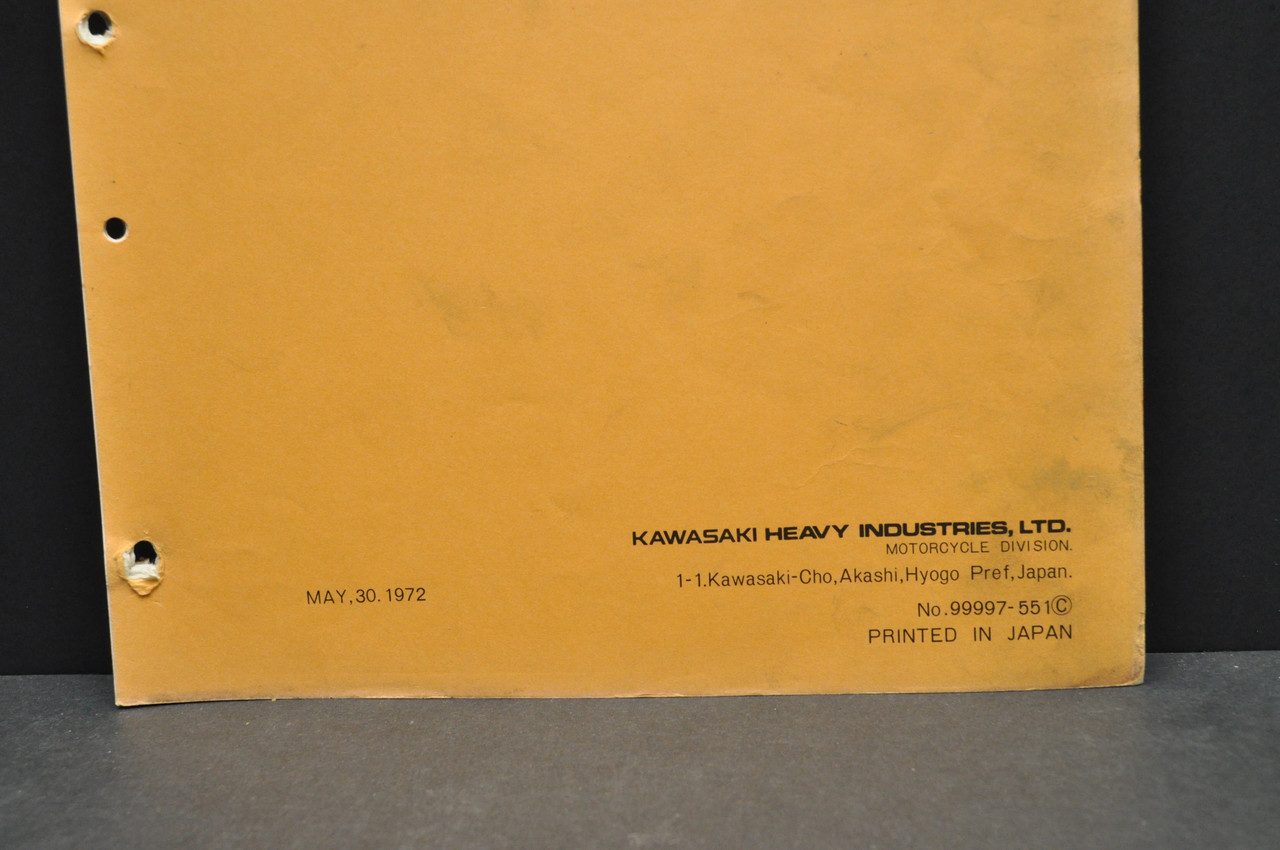 KAWASAKI HEAVY INDUSTRIES, LTD.
MOTORCYCLE DIVISION.
1-1.Kawasaki-Cho,Akashi,Hyogo Pref,Japan.
MAY,30.1972
No.99997-551Ⓒ
PRINTED IN JAPAN